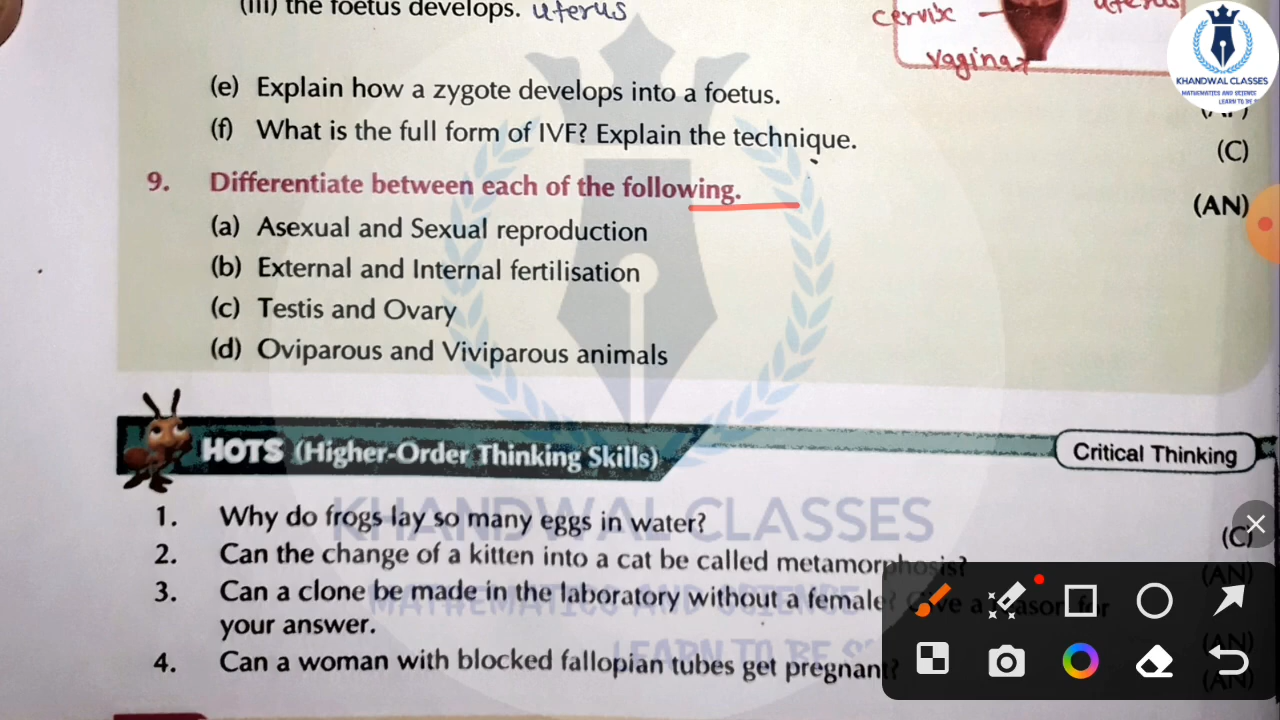 (iii) the foetus develops. uterus
cervix
uterus
vagina
KHANDWAL CLASSES
MATHEMATICS AND SCIENCE
LEARN TO BE
(e) Explain how a zygote develops into a foetus.
(f) What is the full form of IVF? Explain the technique.
(C)
9. Differentiate between each of the following.
(AN)
(a) Asexual and Sexual reproduction
(b) External and Internal fertilisation
(c) Testis and Ovary
(d) Oviparous and Viviparous animals
HOTS (Higher-Order Thinking Skills)
Critical Thinking
1. Why do frogs lay so many eggs in water?
(C)
KHANDWAL CLASSES
2. Can the change of a kitten into a cat be called metamorphosis?
(AN)
3. Can a clone be made in the laboratory without a female? Give a reason for
your answer.
(AN)
MATHEMATICS AND SCIENCE
LEARN TO BE
4. Can a woman with blocked fallopian tubes get pregnant?
(AN)